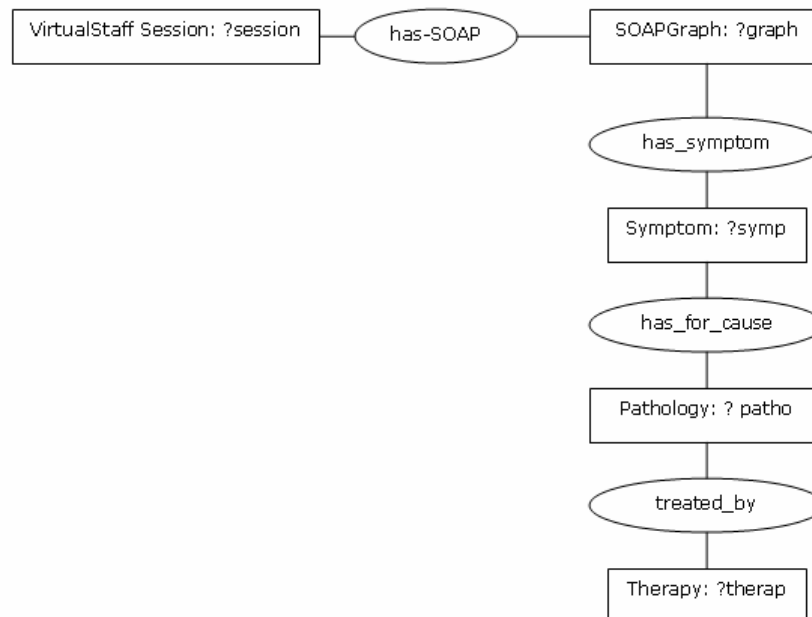 VirtualStaff Session: ?session
has-SOAP
SOAPGraph: ?graph
has_symptom
Symptom: ?symp
has_for_cause
Pathology: ? patho
treated_by
Therapy: ?therap